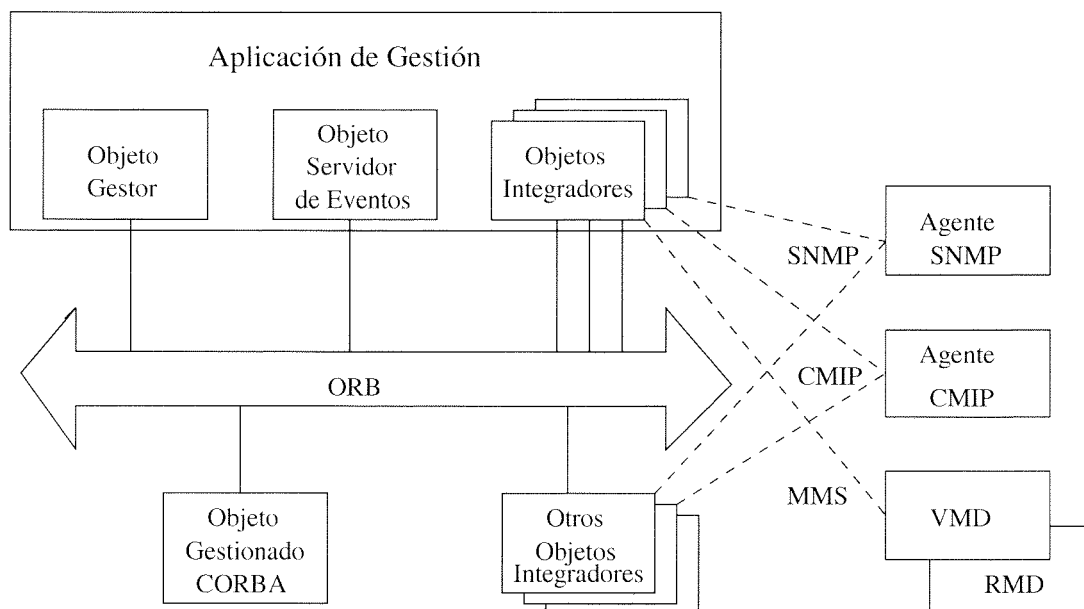 Aplicación de Gestión
Objeto
Gestor
Objeto
Servidor
de Eventos
Objetos
Integradores
SNMP
Agente
SNMP
ORB
CMIP
Agente
CMIP
Objeto
Gestionado
CORBA
Otros
Objetos
Integradores
MMS
VMD
RMD